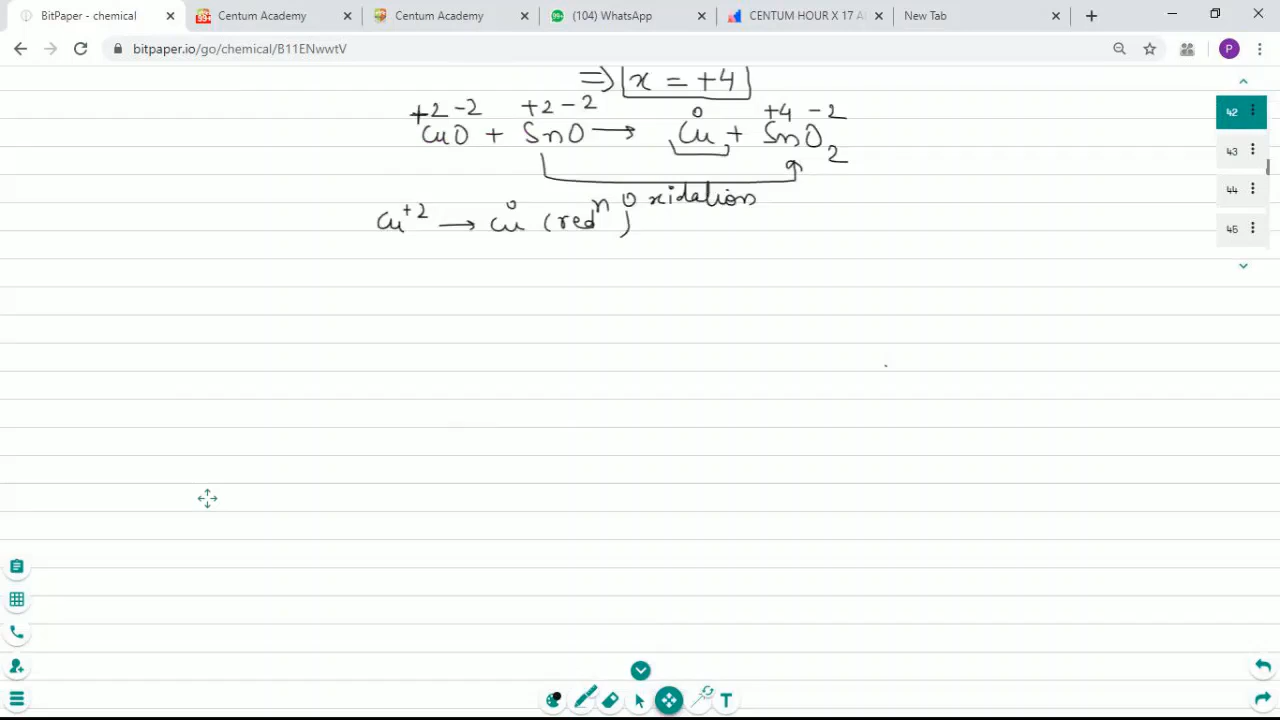 BitPaper - chemical
Centum Academy
Centum Academy
(104) WhatsApp
CENTUM HOUR X 17 A
New Tab
bitpaper.io/go/chemical/B11ENwwtV
P
⇒ x = +4
+2 -2 +2 -2 0 +4 -2
CuO + SnO → Cu + SnO2
Oxidation
Cu+2 → Cu0 (redn)
42
43
44
45
T